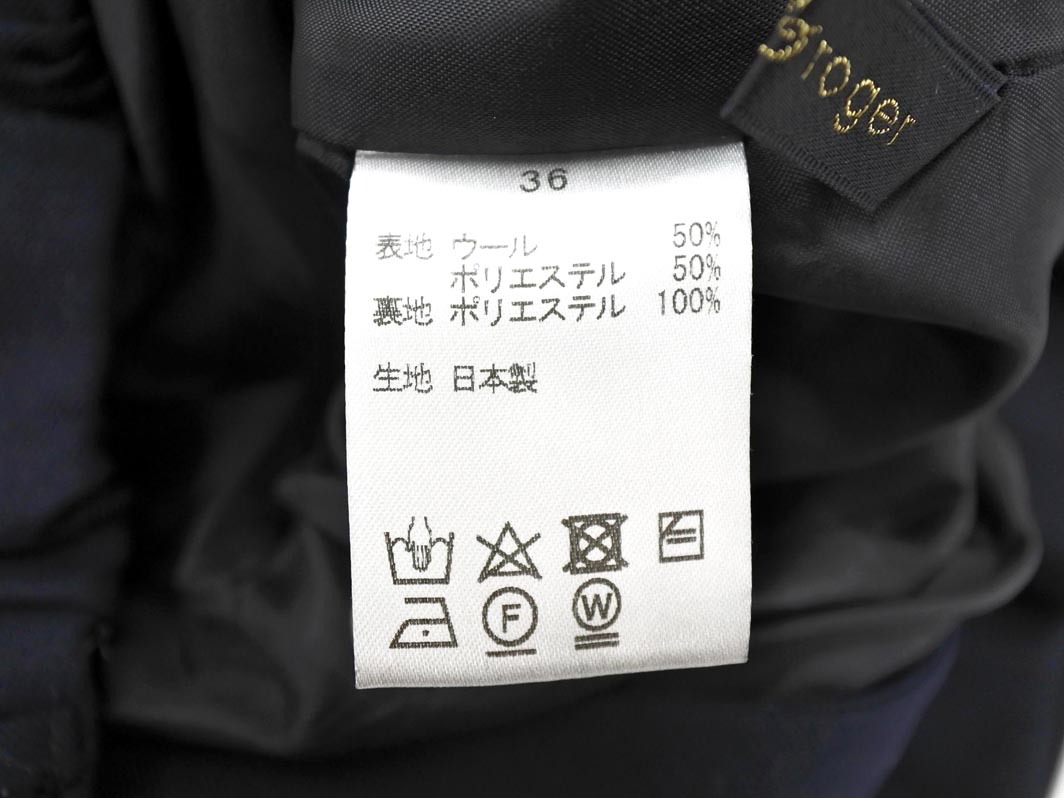 groger
36
表地 ウール 50%
ポリエステル 50%
裏地 ポリエステル 100%
生地 日本製
F
W